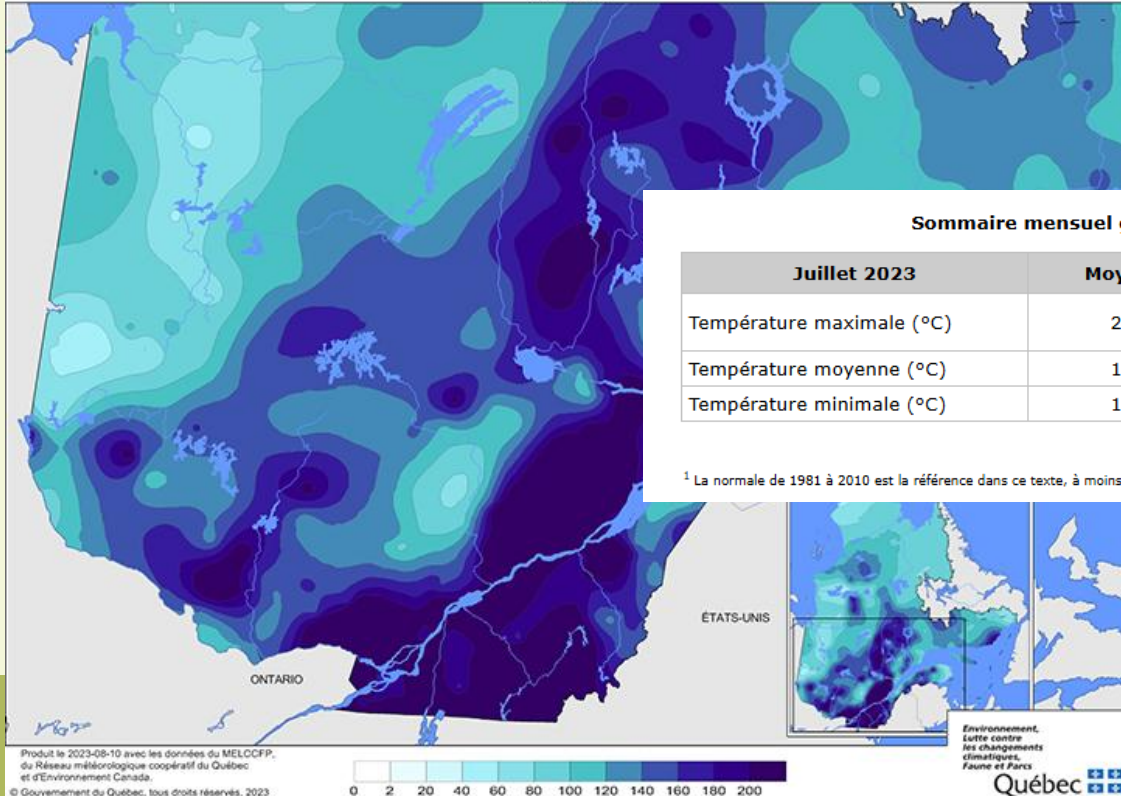 Sommaire mensuel
Juillet 2023
Température maximale (°C) 2
Température moyenne (°C) 1
Température minimale (°C) 1
¹ La normale de 1981 à 2010 est la référence dans ce texte, à moins
ÉTATS-UNIS
ONTARIO
Produit le 2023-08-10 avec les données du MELCCFP,
du Réseau météorologique coopératif du Québec
et d'Environnement Canada.
© Gouvernement du Québec, tous droits réservés, 2023
0 2 20 40 60 80 100 120 140 160 180 200
Environnement,
Lutte contre
les changements
climatiques,
Faune et Parcs
Québec